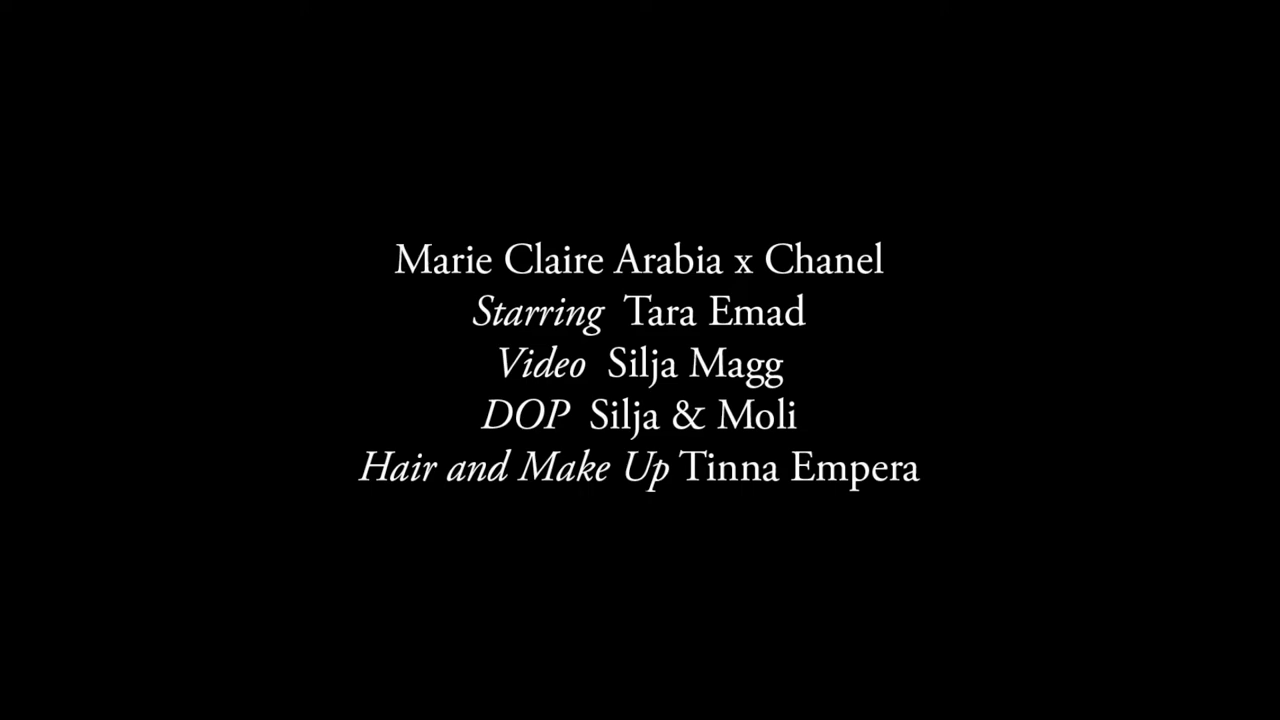 Marie Claire Arabia x Chanel
Starring Tara Emad
Video Silja Magg
DOP Silja & Moli
Hair and Make Up Tinna Empera